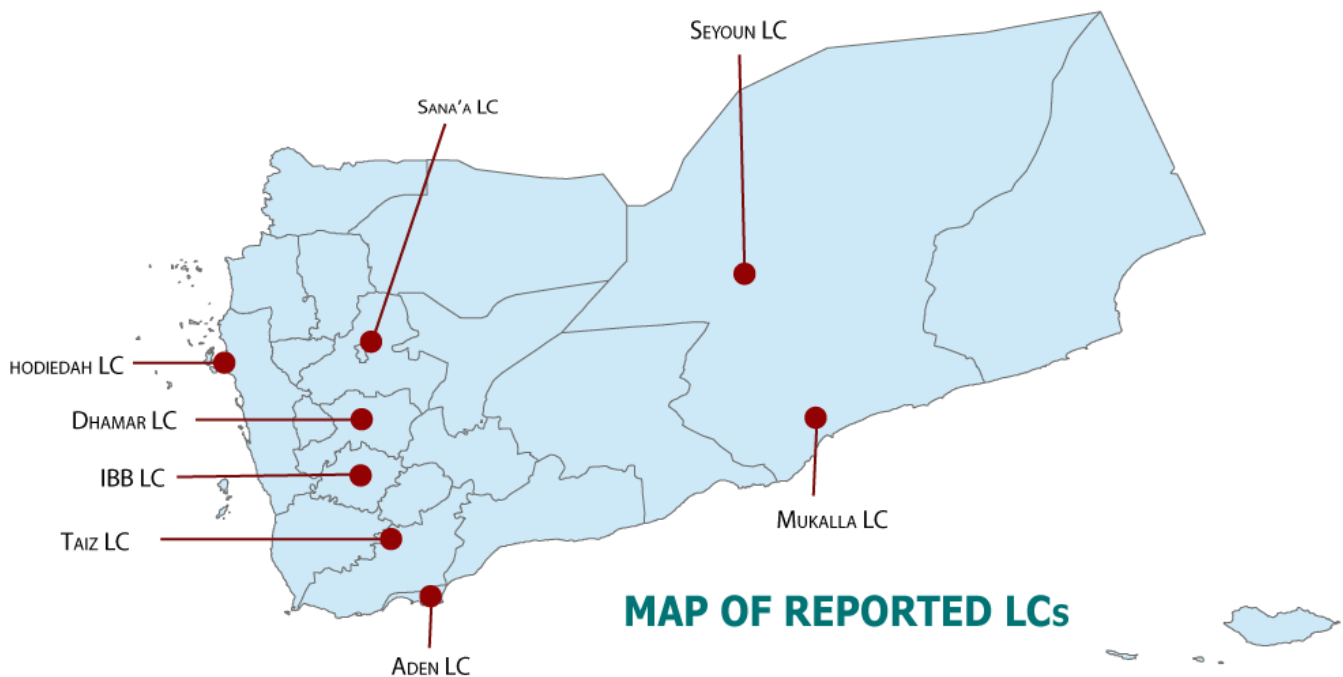 SEYOUN LC
SANA'A LC
HODIEDAH LC
DHAMAR LC
IBB LC
TAIZ LC
MUKALLA LC
MAP OF REPORTED LCs
ADEN LC